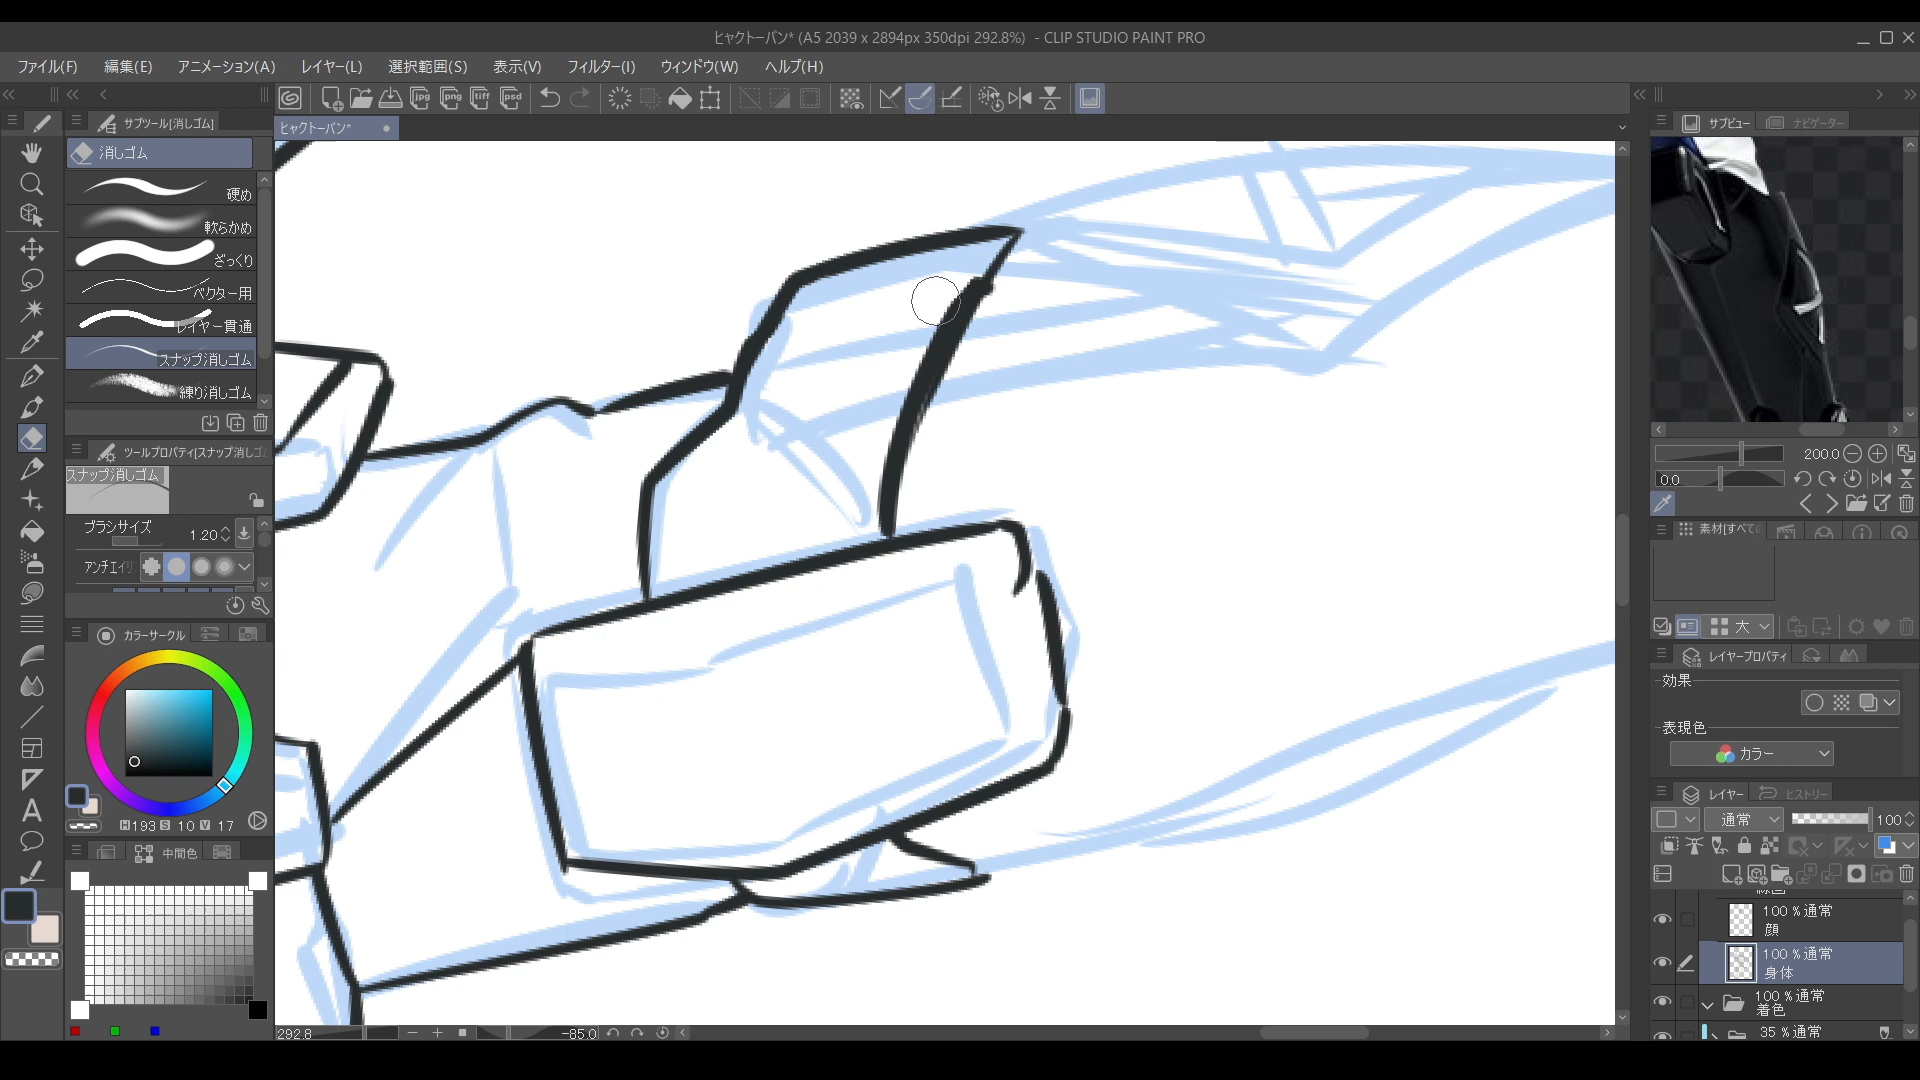 ヒャクトーバン* (A5 2039 x 2894px 350dpi 292.8%)  - CLIP STUDIO PAINT PRO
ファイル(F)
編集(E)
アニメーション(A)
レイヤー(L)
選択範囲(S)
表示(V)
フィルター(I)
ウィンドウ(W)
ヘルプ(H)
jpg
png
tiff
psd
ヒャクトーバン*
サブツール[消しゴム]
消しゴム
硬め
軟らかめ
ざっくり
ベクター用
レイヤー貫通
スナップ消しゴム
練り消しゴム
ツールプロパティ[スナップ消しゴ
スナップ消しゴム
ブラシサイズ
1.20
アンチエイリ
カラーサークル
H193 S 10 V 17
中間色
A
292.8
-85.0
サブビュー
ナビゲーター
200.0
0.0
素材[すべて
大
レイヤープロパティ
効果
表現色
カラー
レイヤー
ヒストリー
通常
100
100 %通常
顔
100 %通常
身体
100 %通常
着色
35 %通常